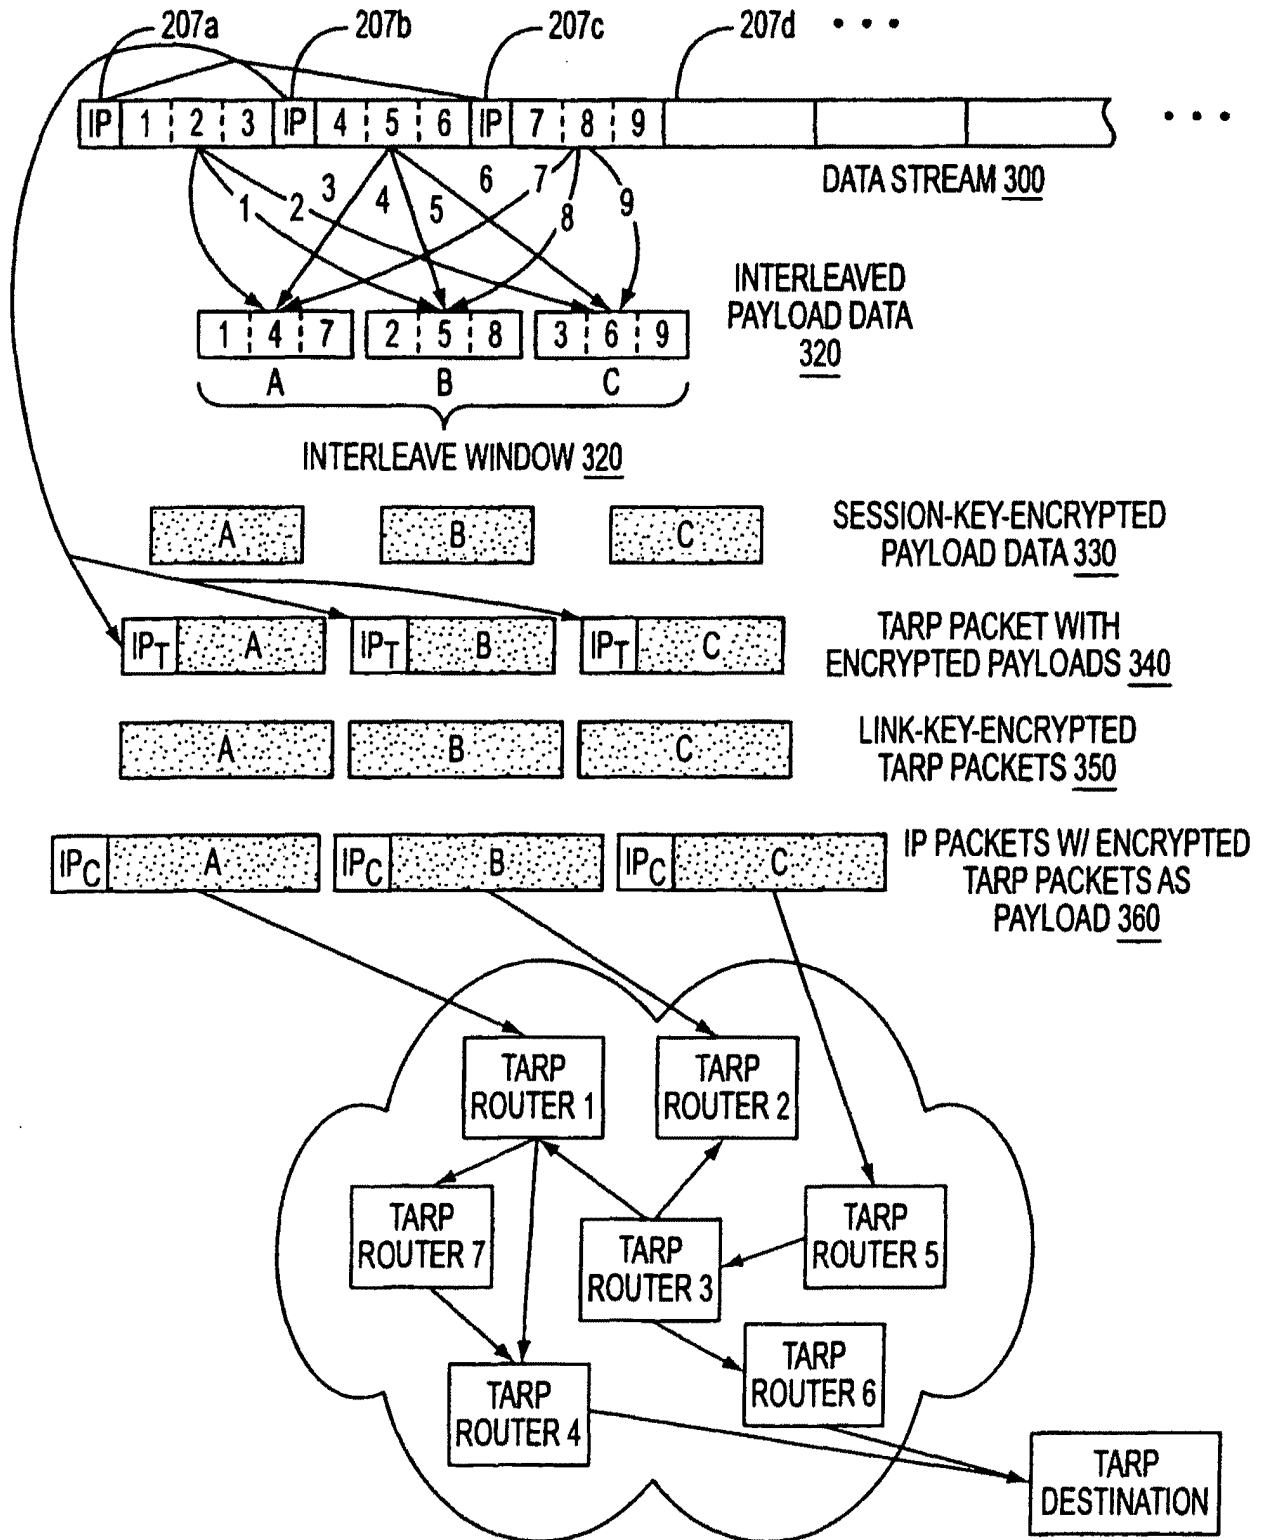 207a 207b 207c 207d • • •
IP 1 2 3 IP 4 5 6 IP 7 8 9 • • •
DATA STREAM 300
1 2 3 4 5 6 7 8 9
INTERLEAVED
PAYLOAD DATA
320
1 4 7 2 5 8 3 6 9
A B C
INTERLEAVE WINDOW 320
A B C
SESSION-KEY-ENCRYPTED
PAYLOAD DATA 330
IPT A IPT B IPT C
TARP PACKET WITH
ENCRYPTED PAYLOADS 340
A B C
LINK-KEY-ENCRYPTED
TARP PACKETS 350
IPC A IPC B IPC C
IP PACKETS W/ ENCRYPTED
TARP PACKETS AS
PAYLOAD 360
TARP
ROUTER 1
TARP
ROUTER 2
TARP
ROUTER 7
TARP
ROUTER 3
TARP
ROUTER 5
TARP
ROUTER 4
TARP
ROUTER 6
TARP
DESTINATION